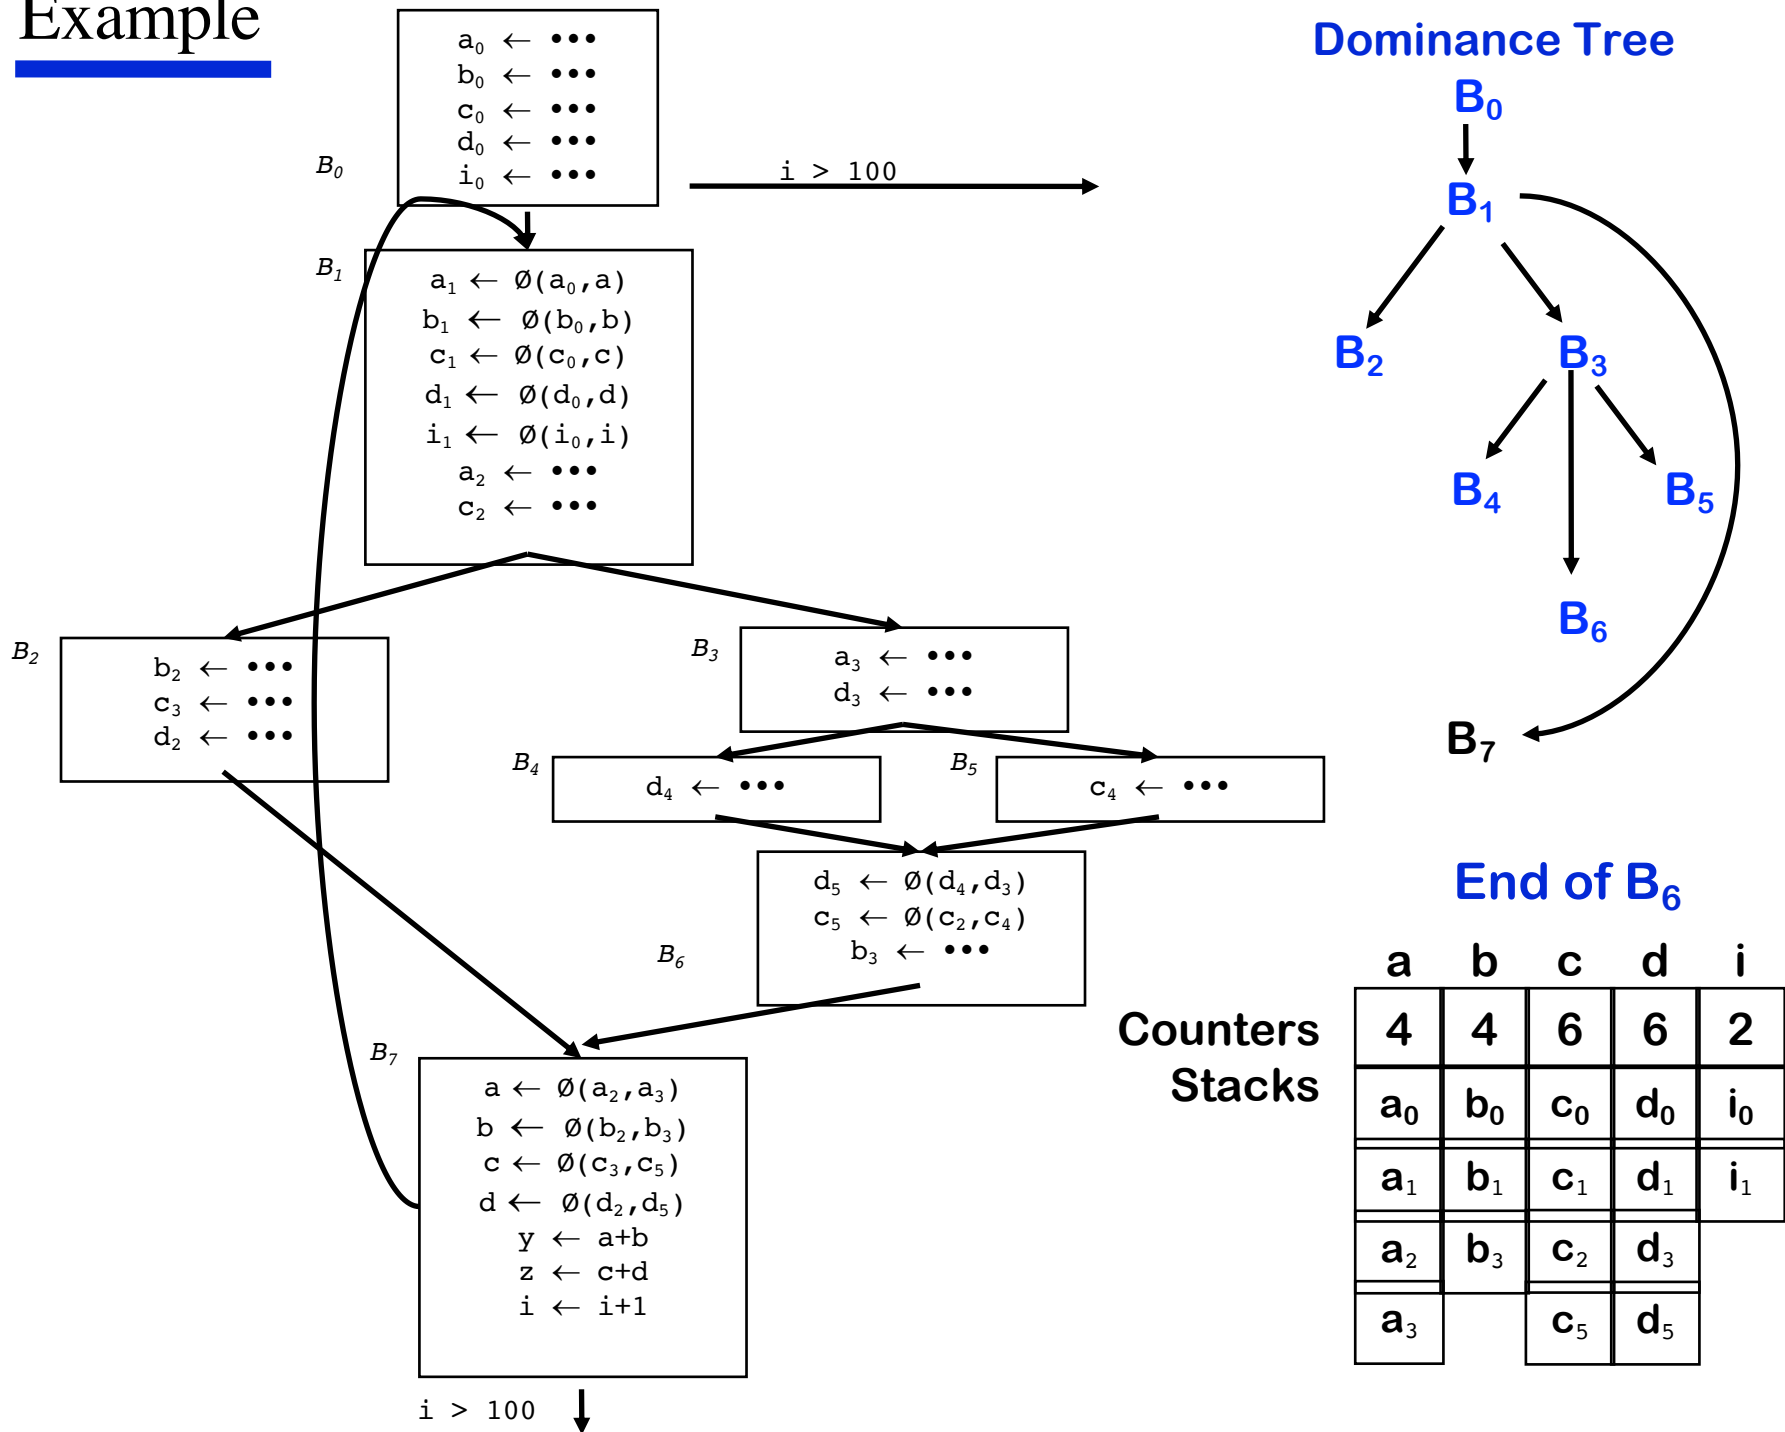 Example
a₀ ← •••
b₀ ← •••
c₀ ← •••
d₀ ← •••
i₀ ← •••
B₀
i > 100
B₁
a₁ ← Ø(a₀,a)
b₁ ← Ø(b₀,b)
c₁ ← Ø(c₀,c)
d₁ ← Ø(d₀,d)
i₁ ← Ø(i₀,i)
a₂ ← •••
c₂ ← •••
B₂
b₂ ← •••
c₃ ← •••
d₂ ← •••
B₃
a₃ ← •••
d₃ ← •••
B₄
d₄ ← •••
B₅
c₄ ← •••
d₅ ← Ø(d₄,d₃)
c₅ ← Ø(c₂,c₄)
b₃ ← •••
B₆
B₇
a ← Ø(a₂,a₃)
b ← Ø(b₂,b₃)
c ← Ø(c₃,c₅)
d ← Ø(d₂,d₅)
y ← a+b
z ← c+d
i ← i+1
i > 100
Dominance Tree
B₀
B₁
B₂ B₃
B₄ B₅
B₆
B₇
End of B₆
a b c d i
Counters 4 4 6 6 2
Stacks a₀ b₀ c₀ d₀ i₀
a₁ b₁ c₁ d₁ i₁
a₂ b₃ c₂ d₃
a₃ c₅ d₅